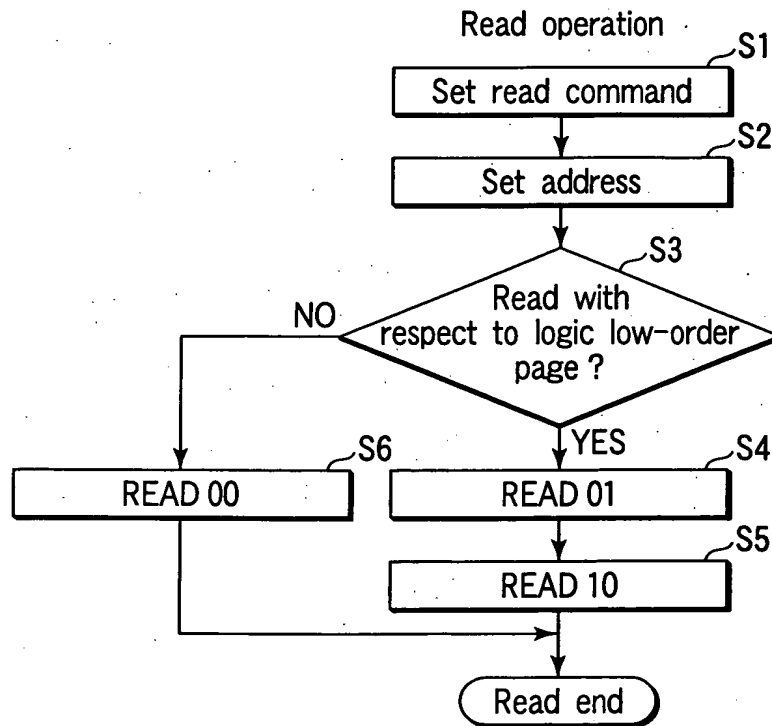 Read operation
S1
Set read command
S2
Set address
S3
Read with
respect to logic low-order
page ?
NO
YES
S6
READ 00
S4
READ 01
S5
READ 10
Read end